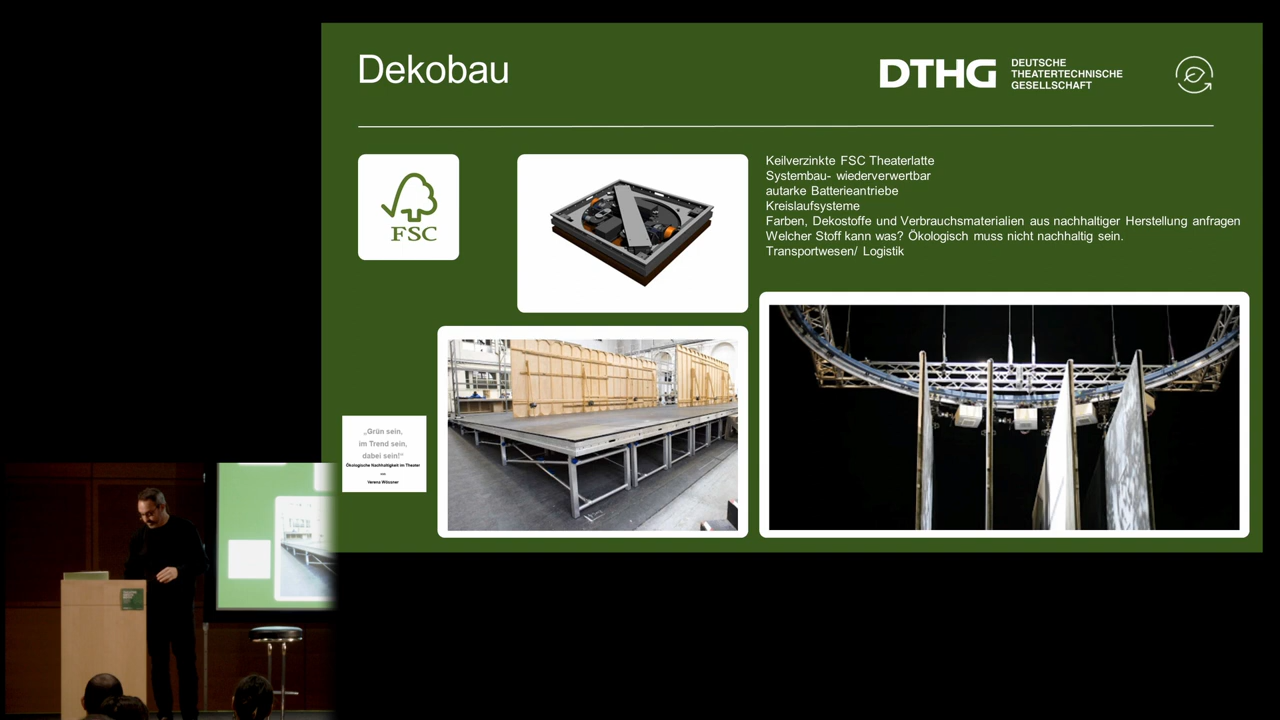 Dekobau
DTHG
DEUTSCHE
THEATERTECHNISCHE
GESELLSCHAFT
FSC
Keilverzinkte FSC Theaterlatte
Systembau- wiederverwertbar
autarke Batterieantriebe
Kreislaufsysteme
Farben, Dekostoffe und Verbrauchsmaterialien aus nachhaltiger Herstellung anfragen
Welcher Stoff kann was? Ökologisch muss nicht nachhaltig sein.
Transportwesen/ Logistik
„Grün sein,
im Trend sein,
dabei sein!“
Ökologische Nachhaltigkeit im Theater
Verena Witssner